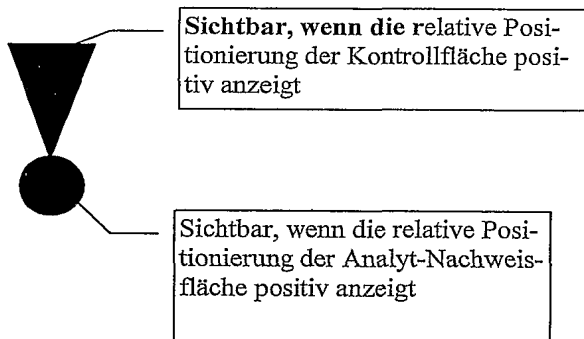 Sichtbar, wenn die relative Posi-
tionierung der Kontrollfläche posi-
tiv anzeigt
Sichtbar, wenn die relative Posi-
tionierung der Analyt-Nachweis-
fläche positiv anzeigt